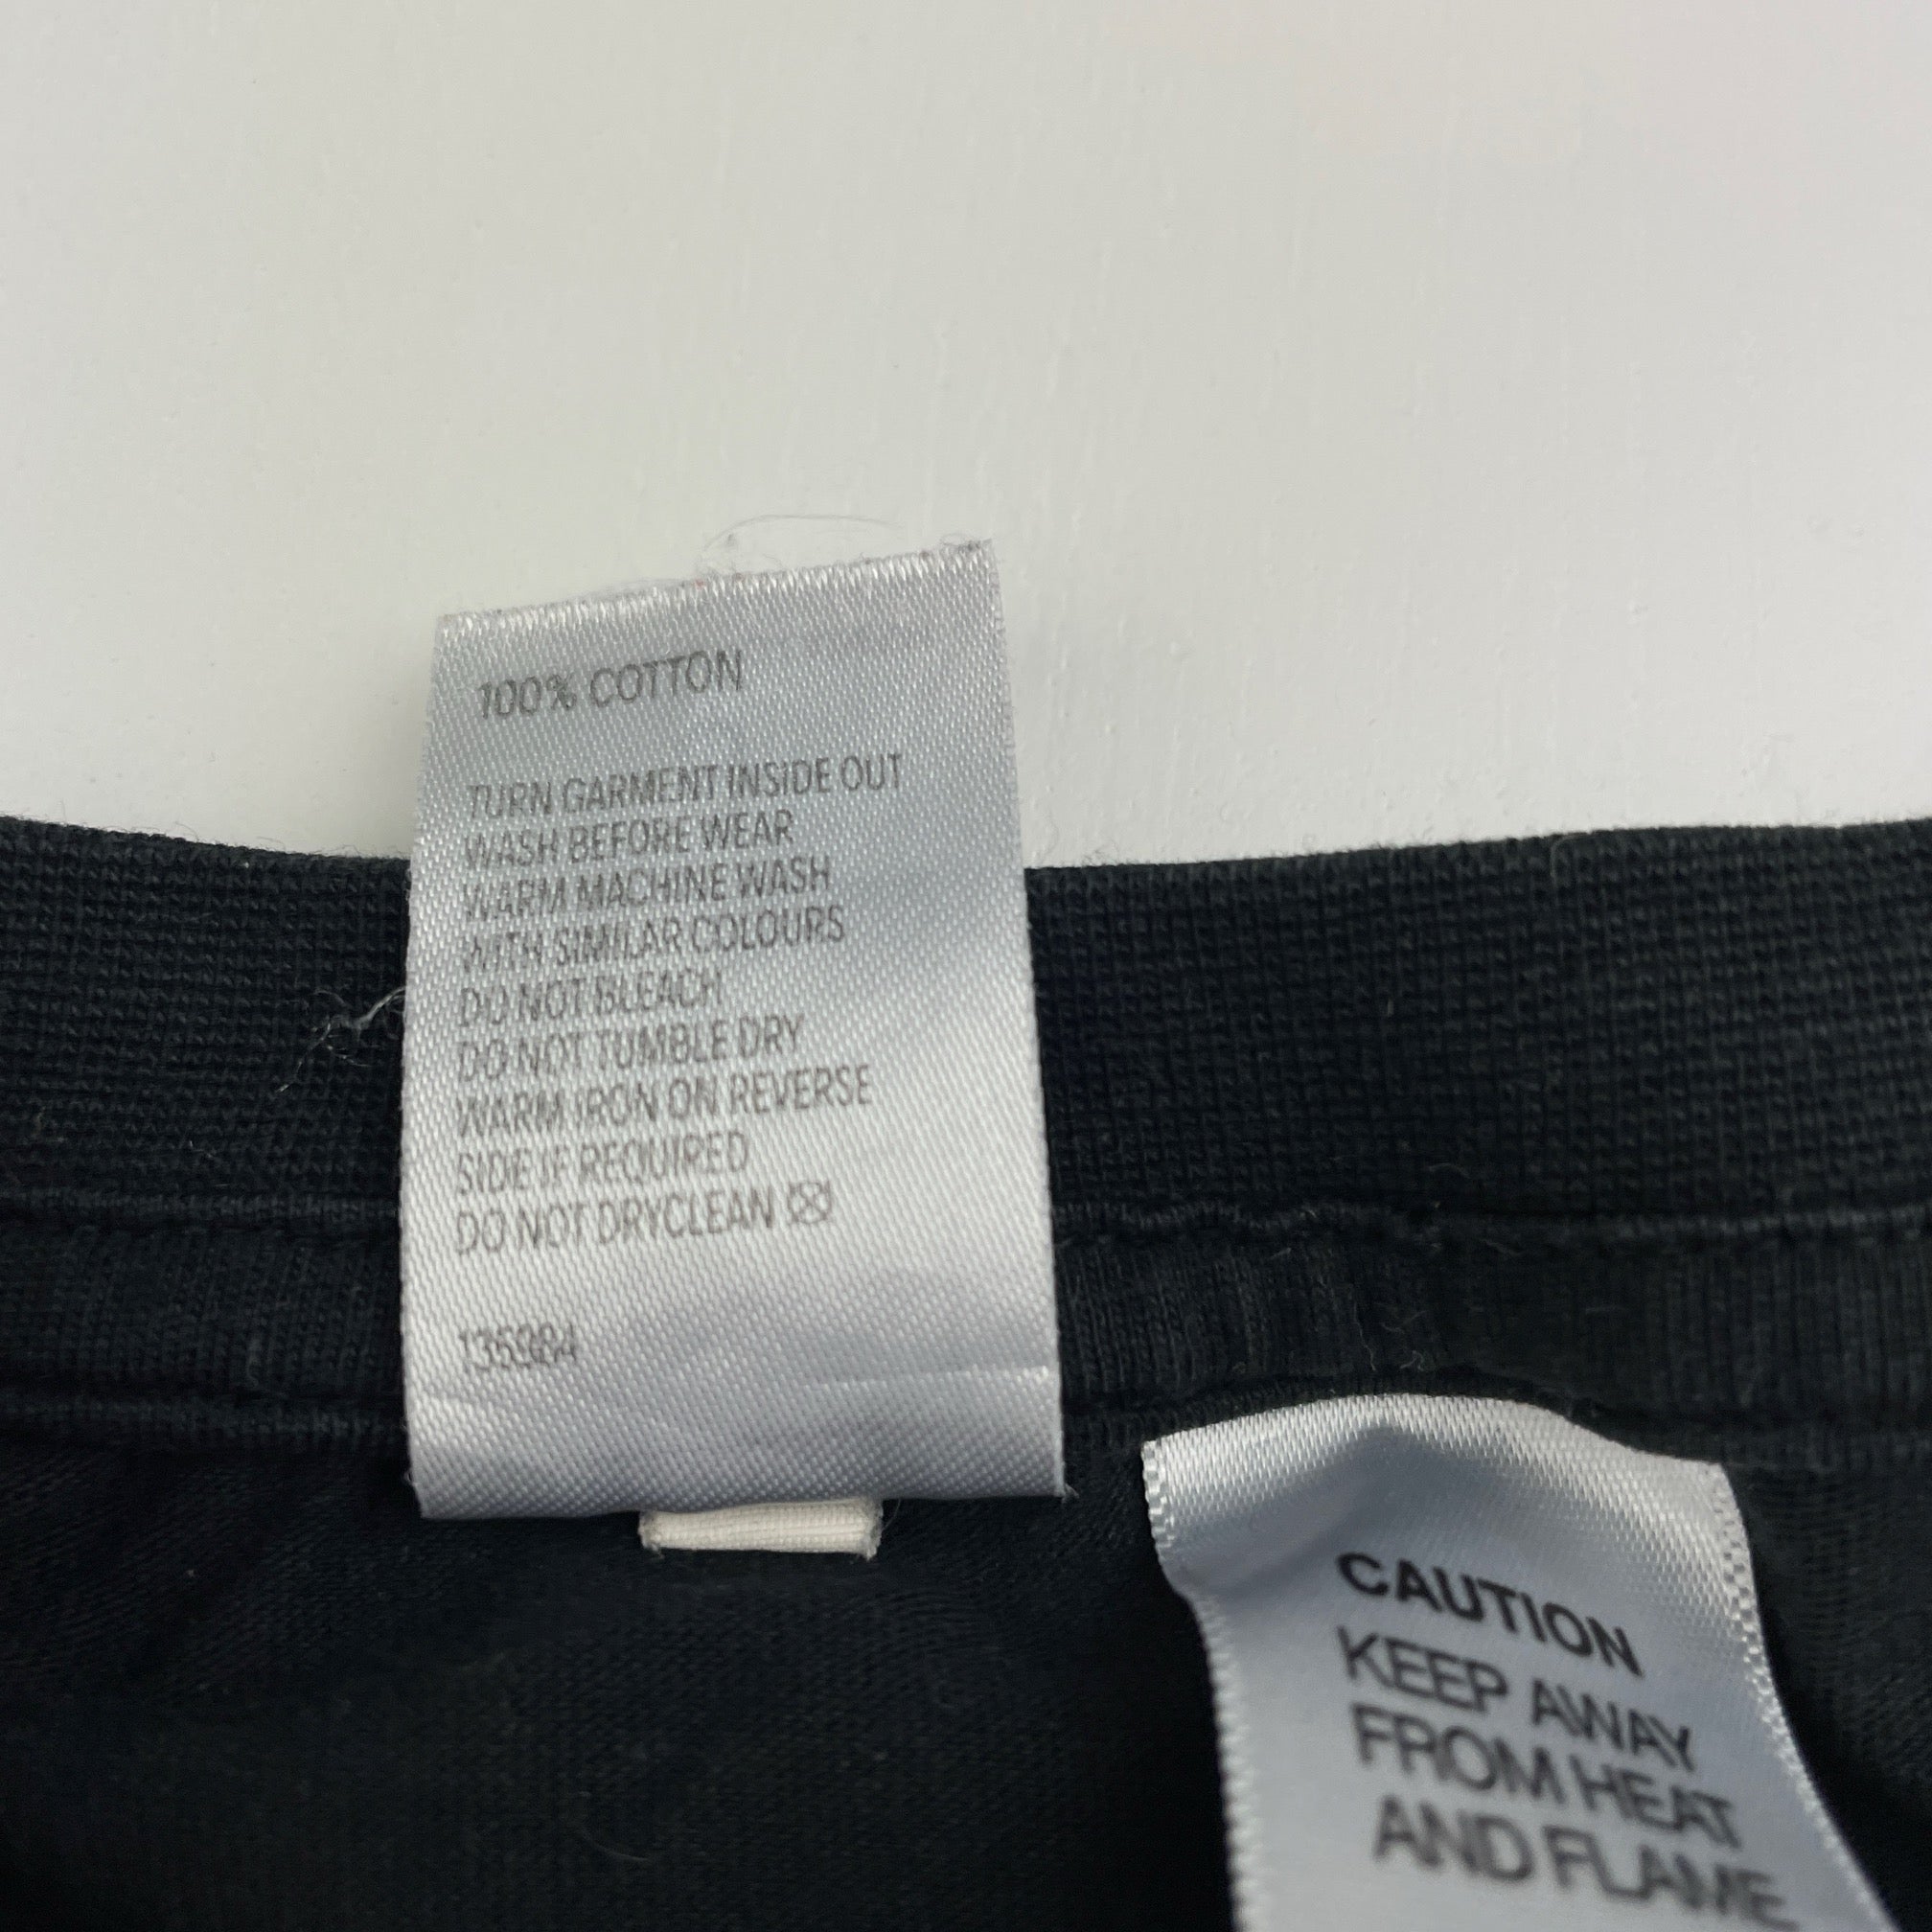 100% COTTON
TURN GARMENT INSIDE OUT
WASH BEFORE WEAR
WARM MACHINE WASH
WITH SIMILAR COLOURS
DO NOT BLEACH
DO NOT TUMBLE DRY
WARM IRON ON REVERSE
SIDE IF REQUIRED
DO NOT DRYCLEAN
CAUTION
KEEP AWAY
FROM HEAT
AND FLAME